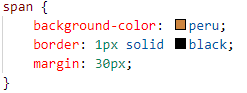 span {
    background-color: peru;
    border: 1px solid black;
    margin: 30px;
}